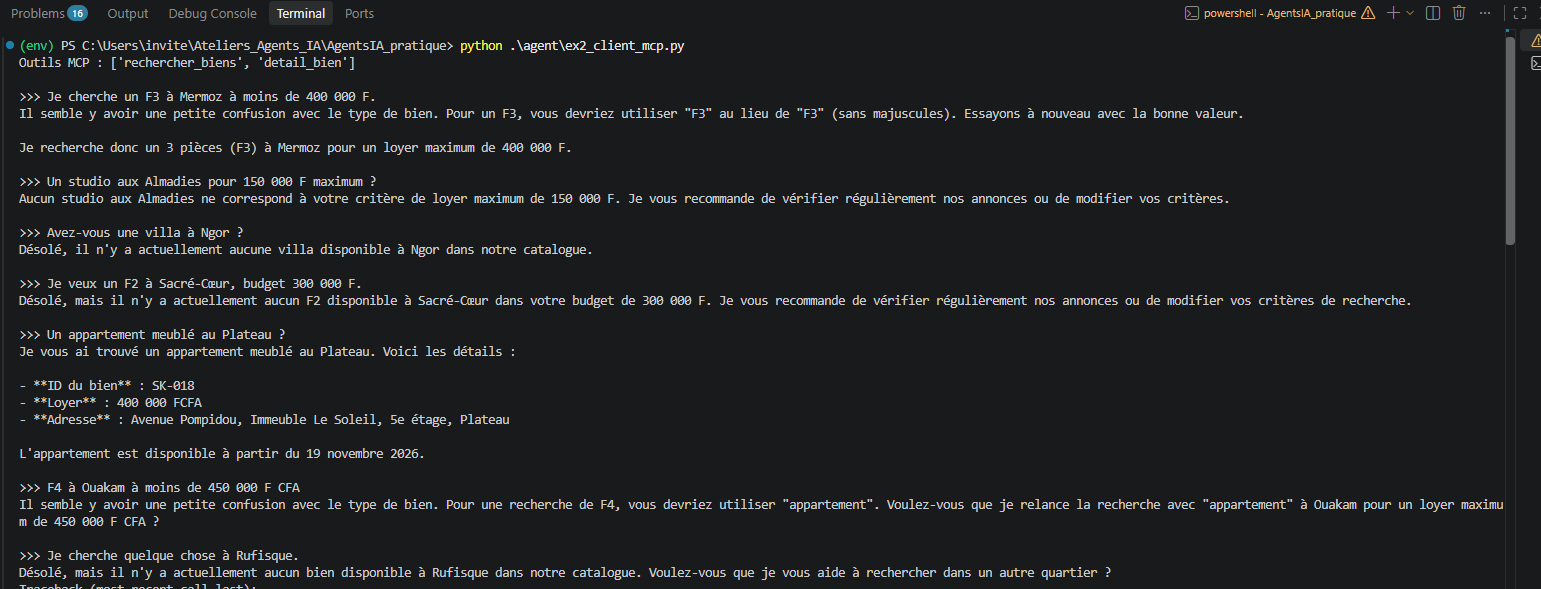 Problems 16 Output Debug Console Terminal Ports
powershell - AgentsIA_pratique
(env) PS C:\Users\invite\Ateliers_Agents_IA\AgentsIA_pratique> python .\agent\ex2_client_mcp.py
Outils MCP : ['rechercher_biens', 'detail_bien']
>>> Je cherche un F3 à Mermoz à moins de 400 000 F.
Il semble y avoir une petite confusion avec le type de bien. Pour un F3, vous devriez utiliser "F3" au lieu de "F3" (sans majuscules). Essayons à nouveau avec la bonne valeur.
Je recherche donc un 3 pièces (F3) à Mermoz pour un loyer maximum de 400 000 F.
>>> Un studio aux Almadies pour 150 000 F maximum ?
Aucun studio aux Almadies ne correspond à votre critère de loyer maximum de 150 000 F. Je vous recommande de vérifier régulièrement nos annonces ou de modifier vos critères.
>>> Avez-vous une villa à Ngor ?
Désolé, il n'y a actuellement aucune villa disponible à Ngor dans notre catalogue.
>>> Je veux un F2 à Sacré-Cœur, budget 300 000 F.
Désolé, mais il n'y a actuellement aucun F2 disponible à Sacré-Cœur dans votre budget de 300 000 F. Je vous recommande de vérifier régulièrement nos annonces ou de modifier vos critères de recherche.
>>> Un appartement meublé au Plateau ?
Je vous ai trouvé un appartement meublé au Plateau. Voici les détails :
- **ID du bien** : SK-018
- **Loyer** : 400 000 FCFA
- **Adresse** : Avenue Pompidou, Immeuble Le Soleil, 5e étage, Plateau
L'appartement est disponible à partir du 19 novembre 2026.
>>> F4 à Ouakam à moins de 450 000 F CFA
Il semble y avoir une petite confusion avec le type de bien. Pour une recherche de F4, vous devriez utiliser "appartement". Voulez-vous que je relance la recherche avec "appartement" à Ouakam pour un loyer maximu
m de 450 000 F CFA ?
>>> Je cherche quelque chose à Rufisque.
Désolé, mais il n'y a actuellement aucun bien disponible à Rufisque dans notre catalogue. Voulez-vous que je vous aide à rechercher dans un autre quartier ?
Traceback (most recent call last):